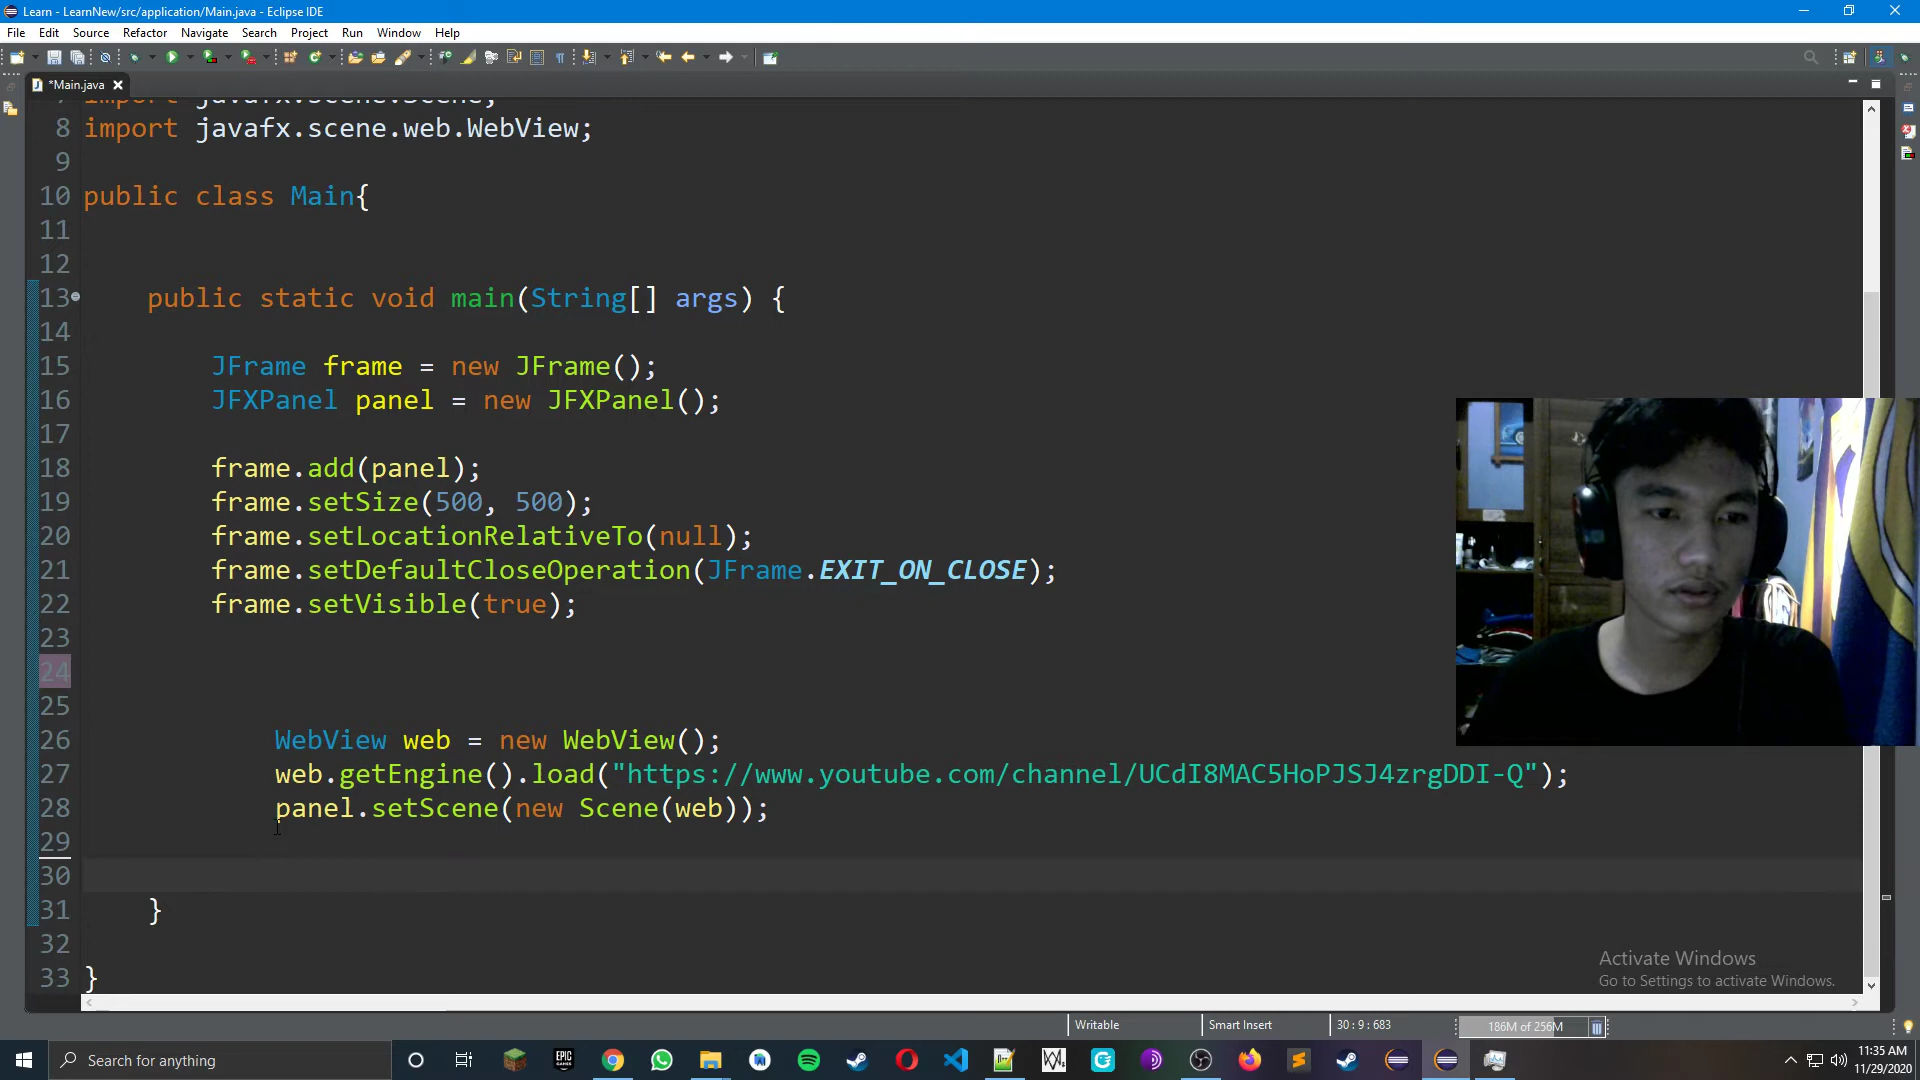 Learn - LearnNew/src/application/Main.java - Eclipse IDE
File Edit Source Refactor Navigate Search Project Run Window Help
*Main.java
import javafx.scene.Scene;
8 import javafx.scene.web.WebView;
9
10 public class Main{
11
12
13 public static void main(String[] args) {
14
15 JFrame frame = new JFrame();
16 JFXPanel panel = new JFXPanel();
17
18 frame.add(panel);
19 frame.setSize(500, 500);
20 frame.setLocationRelativeTo(null);
21 frame.setDefaultCloseOperation(JFrame.EXIT_ON_CLOSE);
22 frame.setVisible(true);
23
24
25
26 WebView web = new WebView();
27 web.getEngine().load("https://www.youtube.com/channel/UCdI8MAC5HoPJSJ4zrgDDI-Q");
28 panel.setScene(new Scene(web));
29
30
31 }
32
33 }
Activate Windows
Go to Settings to activate Windows.
Writable Smart Insert 30 : 9 : 683 186M of 256M
Search for anything
EPIC GAMES
11:35 AM
11/29/2020